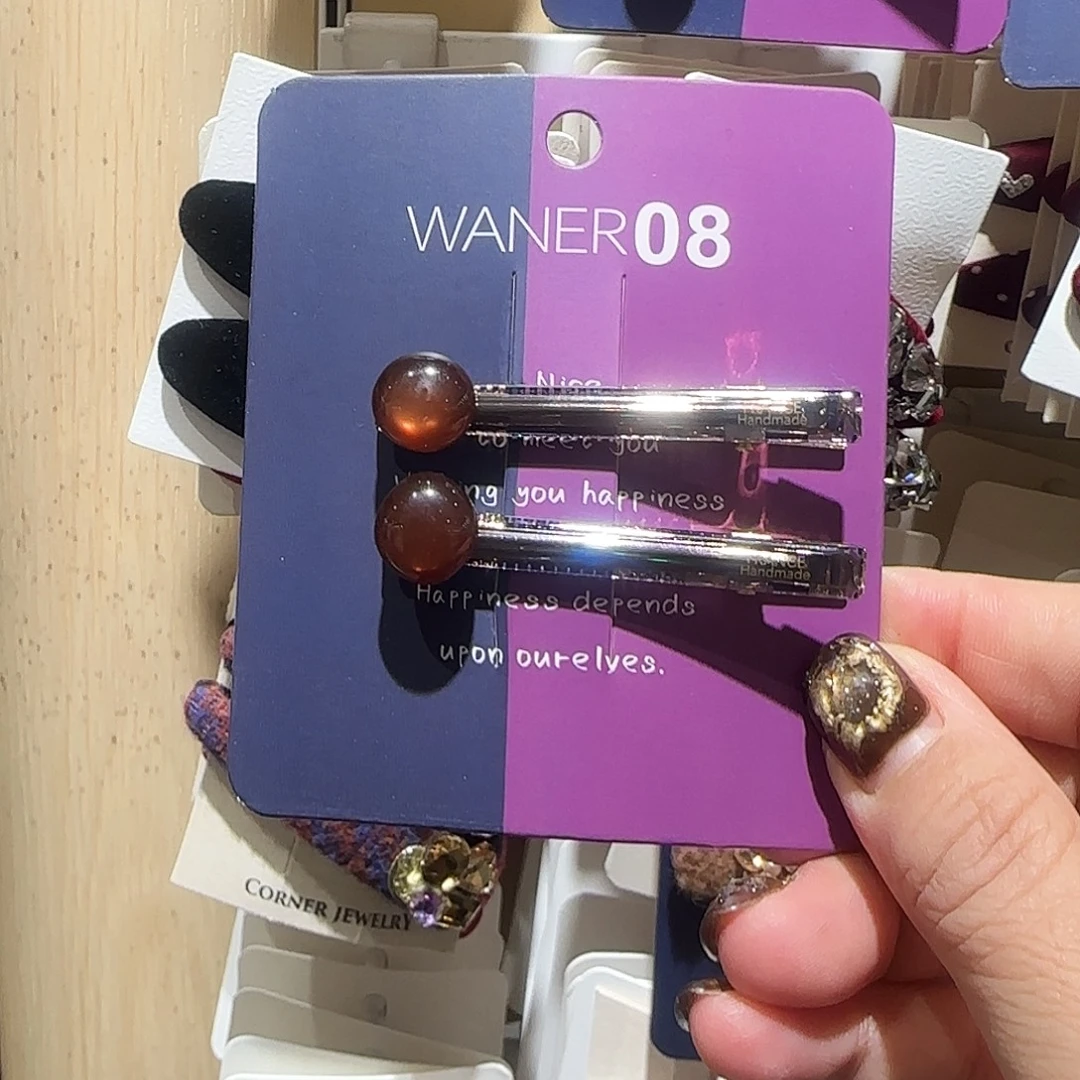 WANER08
Nice
to meet you
you happiness
Happiness depends
upon ourelves.
Handmade
Handmade
CORNER JEWELRY